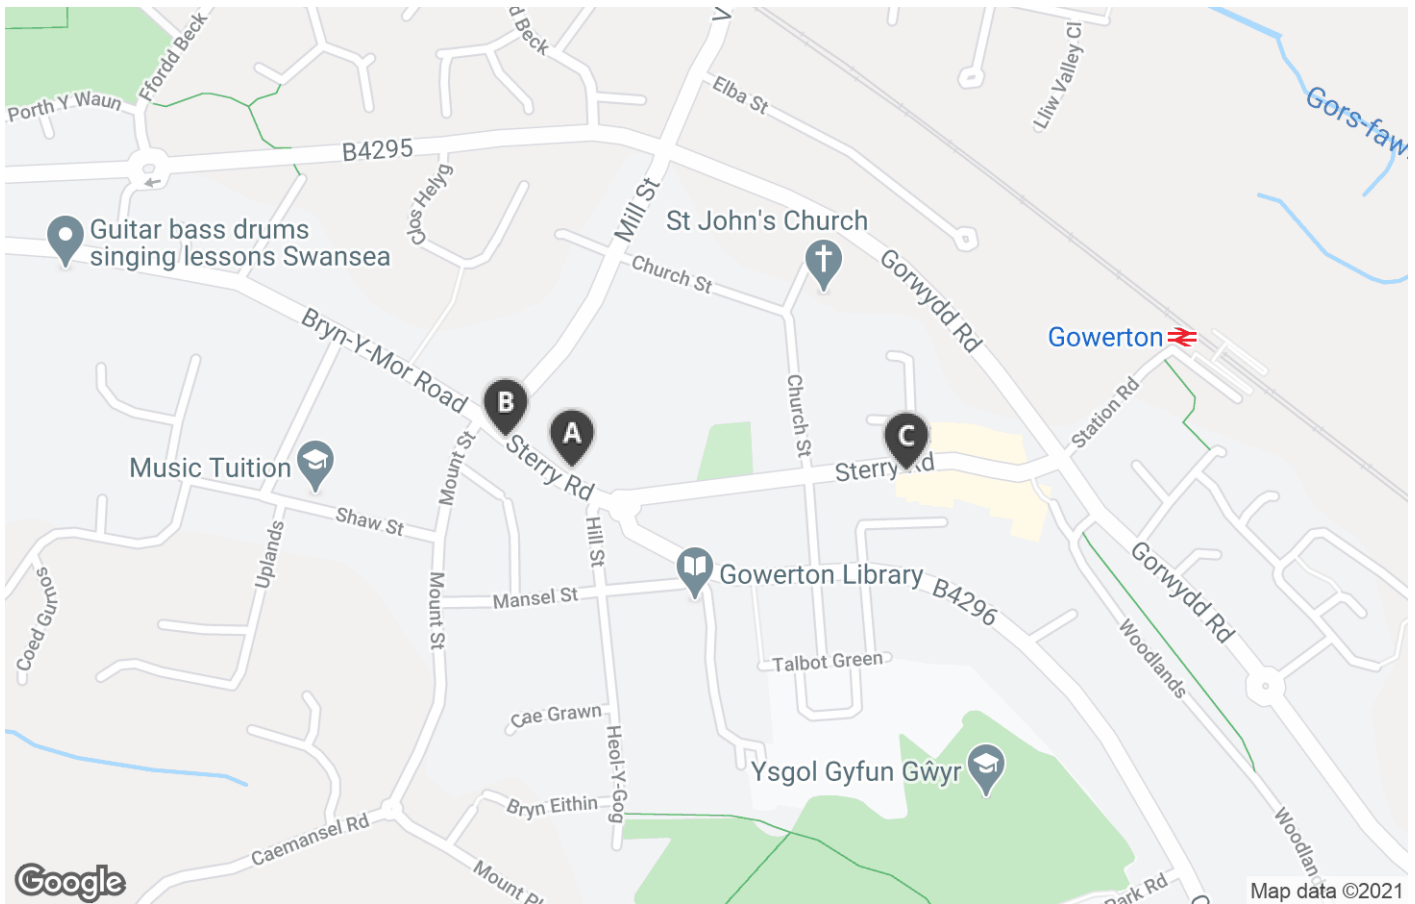 Ffordd Beck
d Beck
Porth Y Waun
B4295
Elba St
Lliw Valley Cl
Gors-faw
Clos Helyg
Mill St
St John's Church
Guitar bass drums
singing lessons Swansea
Church St
Gorwydd Rd
Bryn-Y-Mor Road
Gowerton
Church St
Station Rd
B
A
C
Mount St
Sterry Rd
Sterry Rd
Music Tuition
Shaw St
Uplands
Hill St
Mansel St
Mount St
Gowerton Library
B4296
Gorwydd Rd
Coed Gurnos
Talbot Green
Woodlands
Cae Grawn
Heol-Y-Gog
Ysgol Gyfun Gŵyr
Bryn Eithin
Caemansel Rd
Mount Pl
Woodland
Park Rd
Google
Map data ©2021